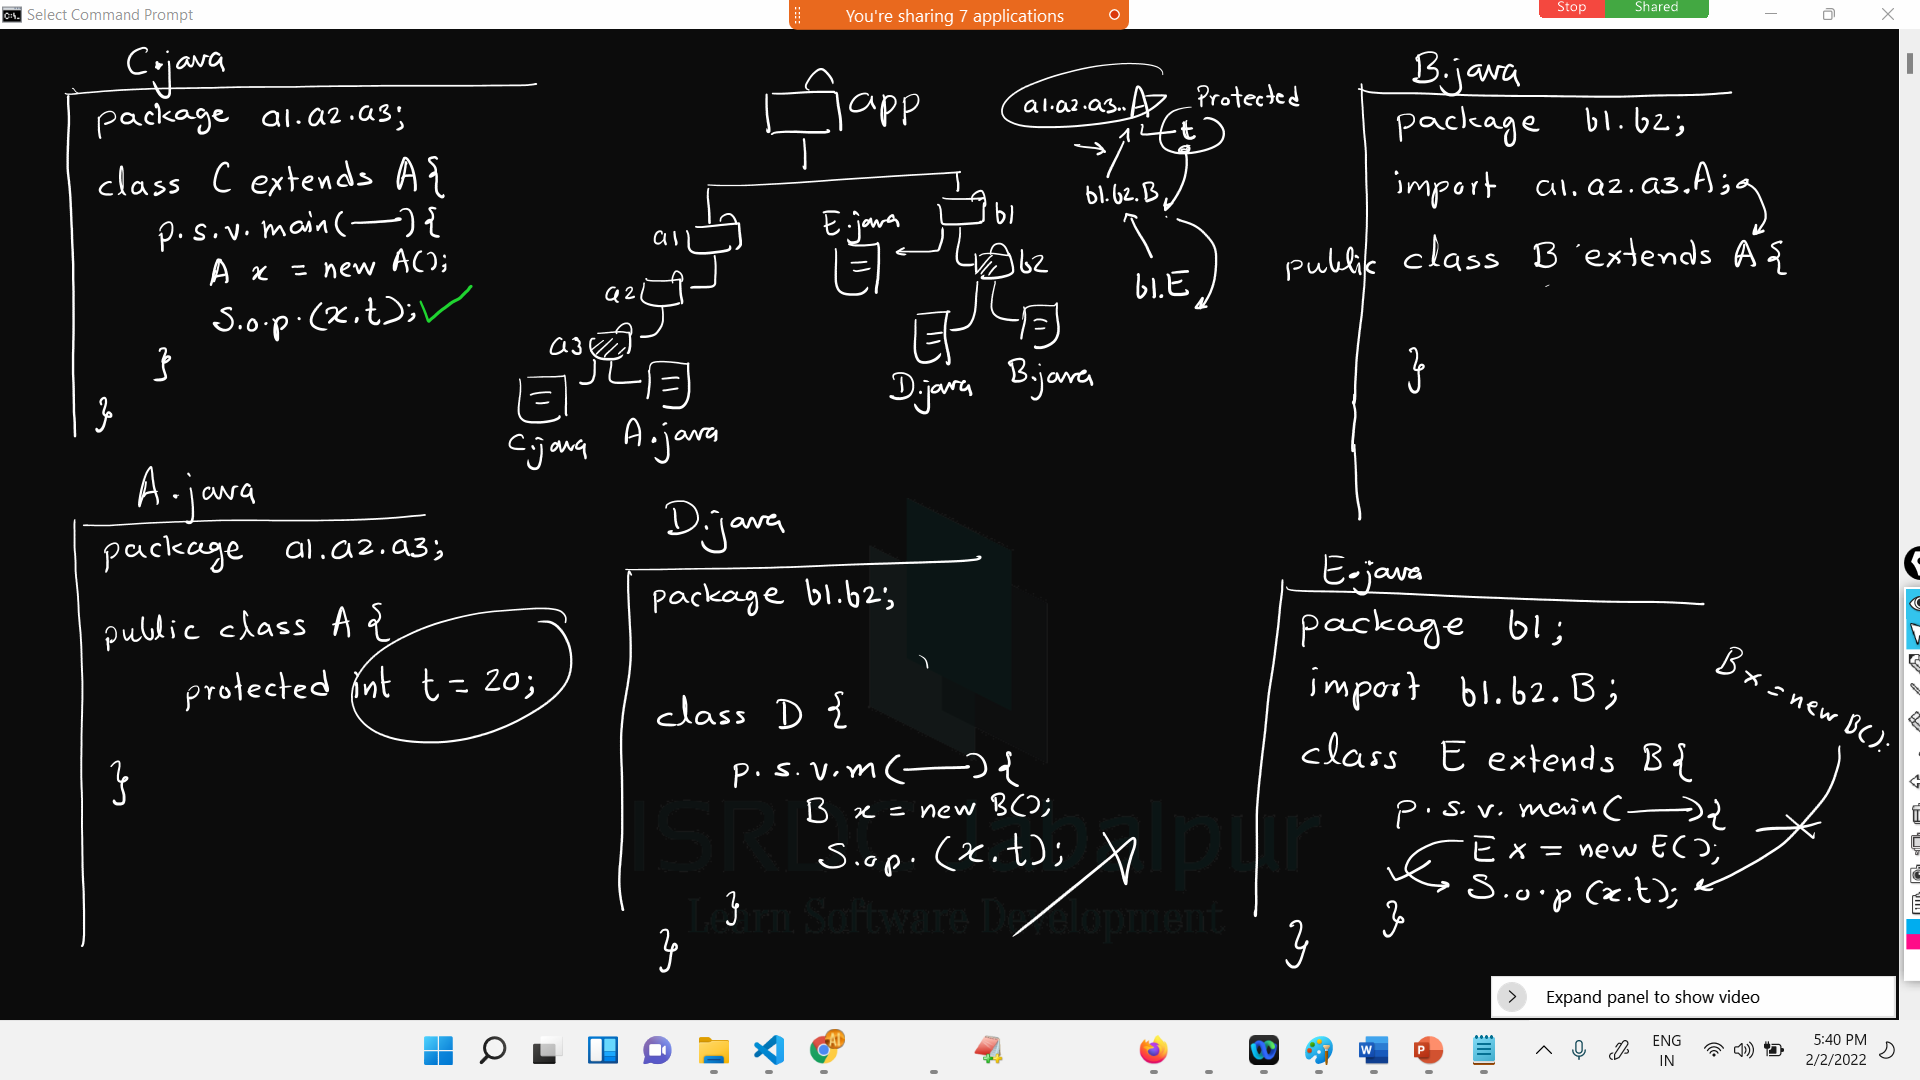 Select Command Prompt
You're sharing 7 applications
Stop
Shared
C.java
package a1.a2.a3;
class C extends A{
p.s.v.main(—){
A x = new A();
S.o.p.(x.t);
}
}
app
a1
a2
a3
C.java
A.java
E.java
b1
b2
D.java
B.java
a1.a2.a3..A
Protected
t
b1.b2.B
b1.E
B.java
package b1.b2;
import a1.a2.a3.A;
public class B extends A{
}
A.java
package a1.a2.a3;
public class A{
protected int t = 20;
}
D.java
package b1.b2;
class D {
p.s.v.m(—){
B x = new B();
S.o.p.(x.t);
}
}
E.java
package b1;
import b1.b2.B;
class E extends B{
p.s.v.main(—){
E x = new E();
S.o.p(x.t);
}
}
B x = new B();
ISRDC Jabalpur
Learn Software Development
Expand panel to show video
ENG
IN
5:40 PM
2/2/2022